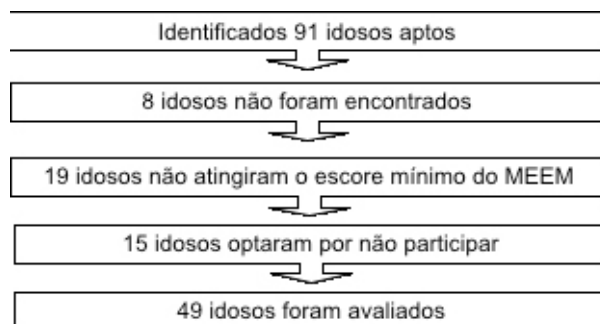 Identificados 91 idosos aptos
8 idosos não foram encontrados
19 idosos não atingiram o escore mínimo do MEEM
15 idosos optaram por não participar
49 idosos foram avaliados